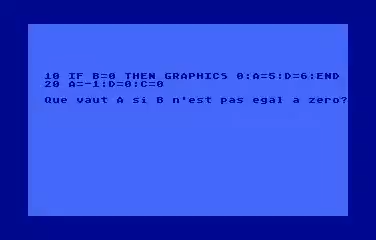 10 IF B=0 THEN GRAPHICS 0:A=5:D=6:END
20 A=-1:D=0:C=0
Que vaut A si B n'est pas egal a zero?